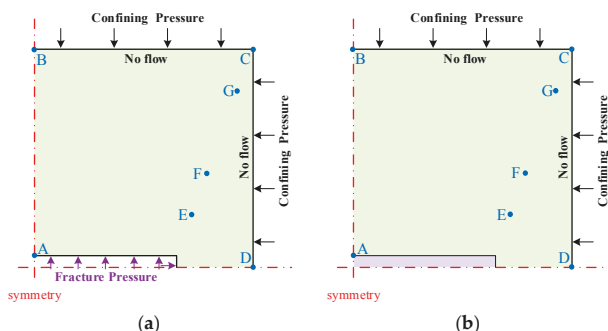 Confining Pressure
B
C
No flow
G
No flow
Confining Pressure
F
E
A
D
Fracture Pressure
symmetry
(a)
Confining Pressure
B
C
No flow
G
No flow
Confining Pressure
F
E
A
D
symmetry
(b)